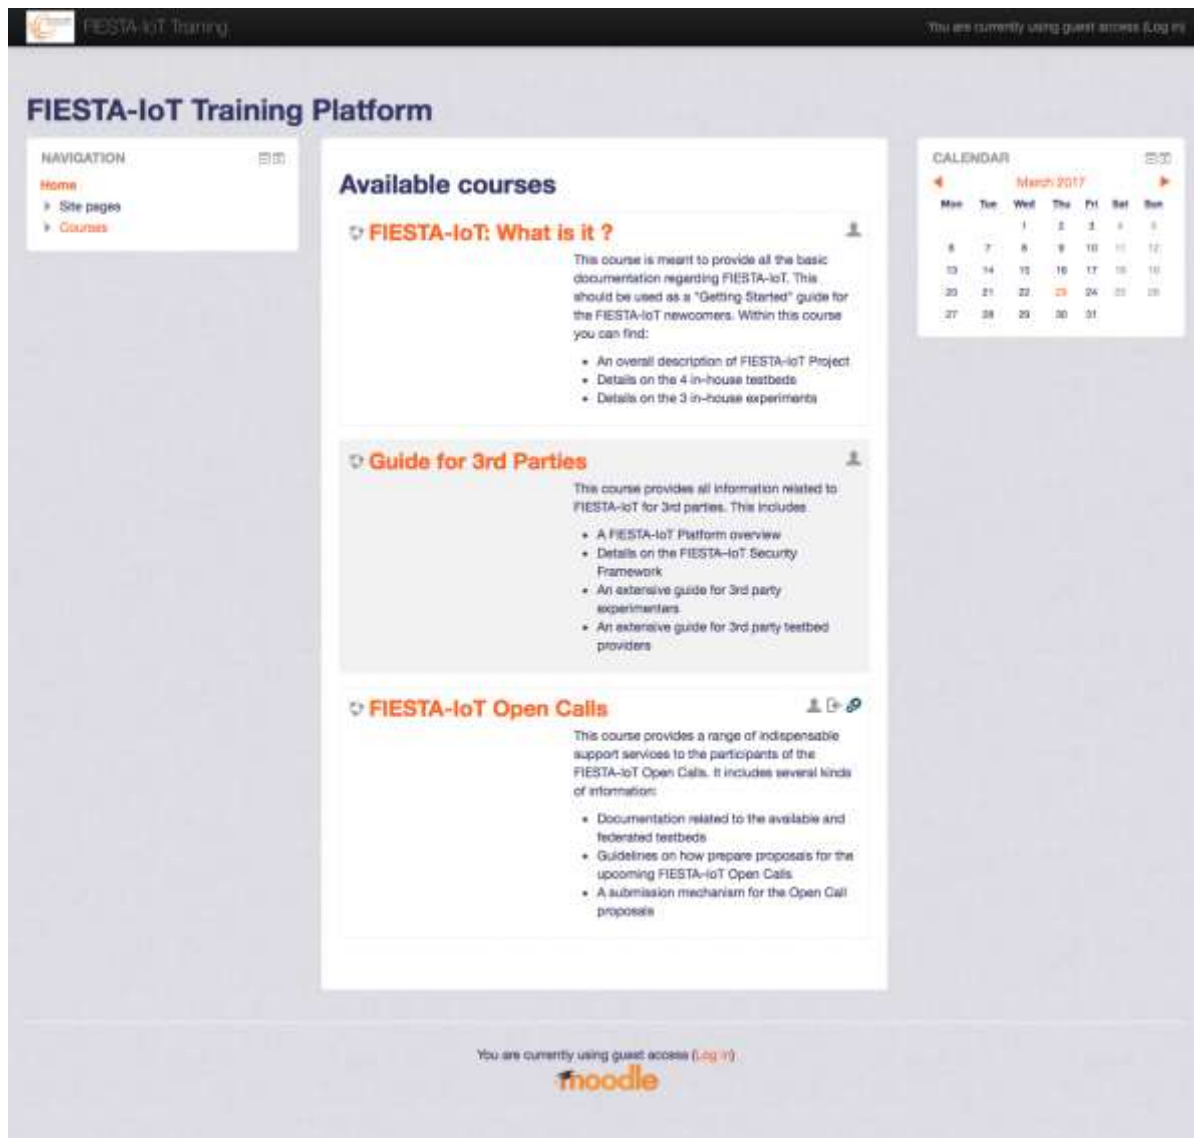 FIESTA-IoT Training
You are currently using guest access (Log in)
FIESTA-IoT Training Platform
NAVIGATION
Home
Site pages
Courses
Available courses
FIESTA-IoT: What is it ?
This course is meant to provide all the basic
documentation regarding FIESTA-IoT. This
should be used as a "Getting Started" guide for
the FIESTA-IoT newcomers. Within this course
you can find:
• An overall description of FIESTA-IoT Project
• Details on the 4 in-house testbeds
• Details on the 3 in-house experiments
Guide for 3rd Parties
This course provides all information related to
FIESTA-IoT for 3rd parties. This includes
• A FIESTA-IoT Platform overview
• Details on the FIESTA-IoT Security
Framework
• An extensive guide for 3rd party
experimenters
• An extensive guide for 3rd party testbed
providers
FIESTA-IoT Open Calls
This course provides a range of indispensable
support services to the participants of the
FIESTA-IoT Open Calls. It includes several kinds
of information:
• Documentation related to the available and
federated testbeds
• Guidelines on how prepare proposals for the
upcoming FIESTA-IoT Open Calls
• A submission mechanism for the Open Call
proposals
CALENDAR
March 2017
Mon Tue Wed Thu Fri Sat Sun
1 2 3 4 5
6 7 8 9 10 11 12
13 14 15 16 17 18 19
20 21 22 23 24 25 26
27 28 29 30 31
You are currently using guest access (Log in)
moodle